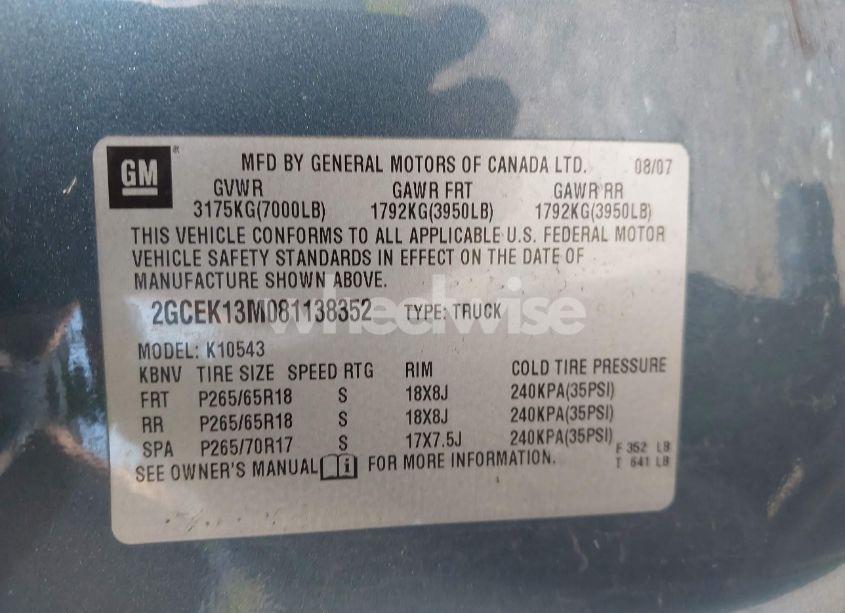 GM
MFD BY GENERAL MOTORS OF CANADA LTD. 08/07
GVWR GAWR FRT GAWR RR
3175KG(7000LB) 1792KG(3950LB) 1792KG(3950LB)
THIS VEHICLE CONFORMS TO ALL APPLICABLE U.S. FEDERAL MOTOR
VEHICLE SAFETY STANDARDS IN EFFECT ON THE DATE OF
MANUFACTURE SHOWN ABOVE.
2GCEK13M081138352 TYPE: TRUCK
wheelwise
MODEL: K10543
KBNV TIRE SIZE SPEED RTG RIM COLD TIRE PRESSURE
FRT P265/65R18 S 18X8J 240KPA(35PSI)
RR P265/65R18 S 18X8J 240KPA(35PSI)
SPA P265/70R17 S 17X7.5J 240KPA(35PSI)
F 352 LB
T 641 LB
SEE OWNER'S MANUAL i FOR MORE INFORMATION.